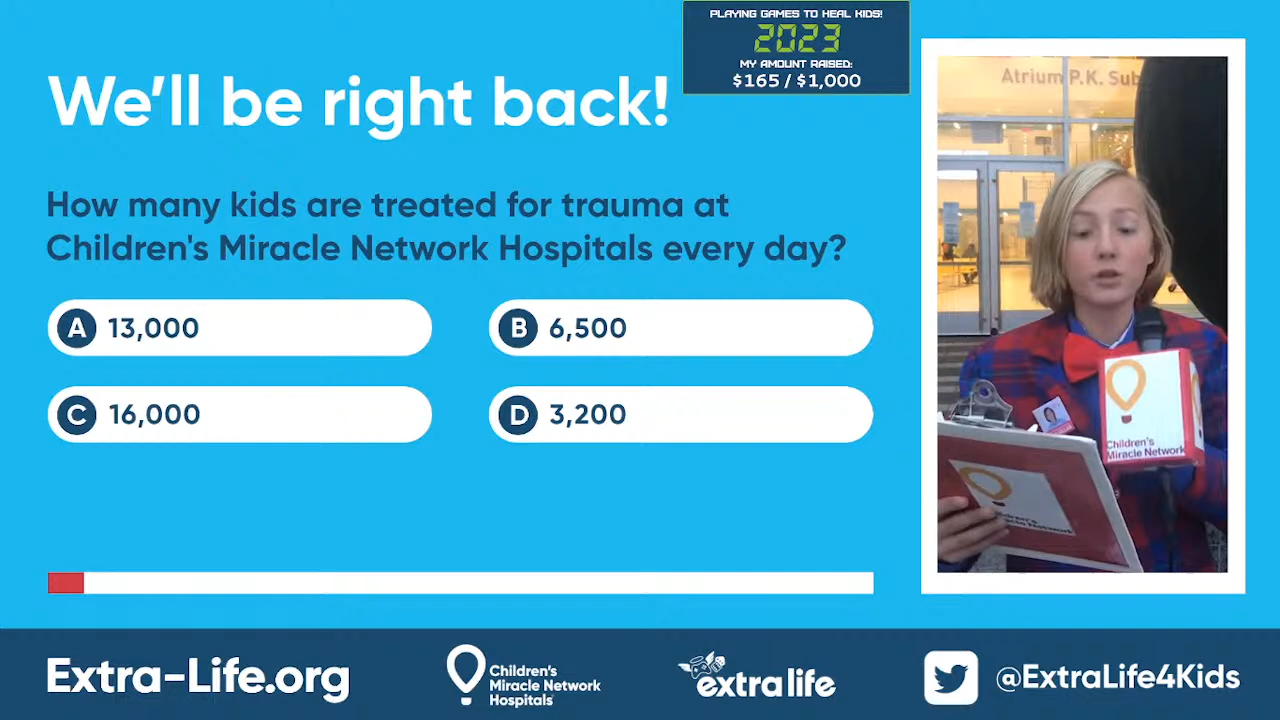 PLAYING GAMES TO HEAL KIDS!
2023
MY AMOUNT RAISED:
$165 / $1,000
We’ll be right back!
Atrium P.K. Sub
How many kids are treated for trauma at
Children's Miracle Network Hospitals every day?
A 13,000
B 6,500
C 16,000
D 3,200
Children's
Miracle Network
Extra-Life.org
Children's
Miracle Network
Hospitals
extra life
@ExtraLife4Kids